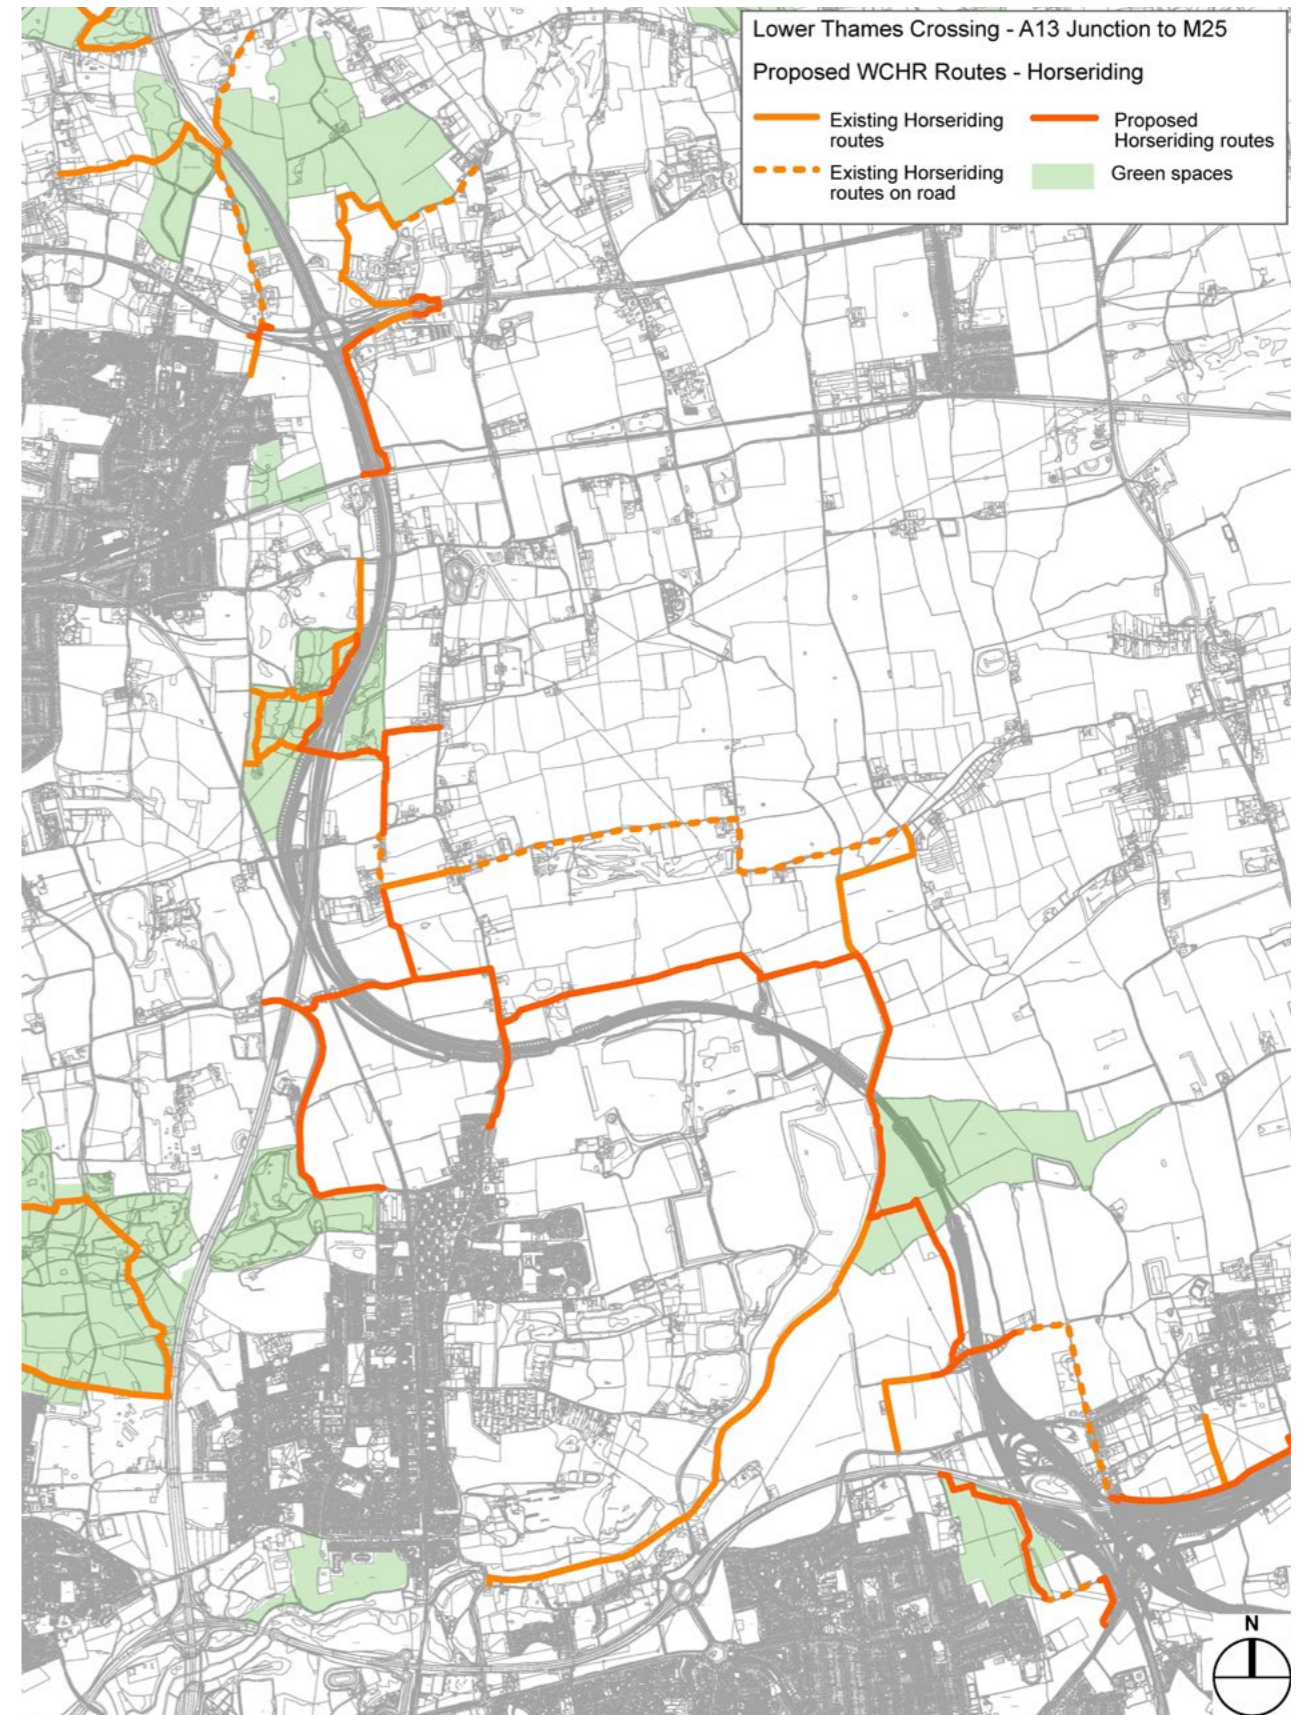 Lower Thames Crossing - A13 Junction to M25
Proposed WCHR Routes - Horseriding
Existing Horseriding
routes
Proposed
Horseriding routes
Existing Horseriding
routes on road
Green spaces
N